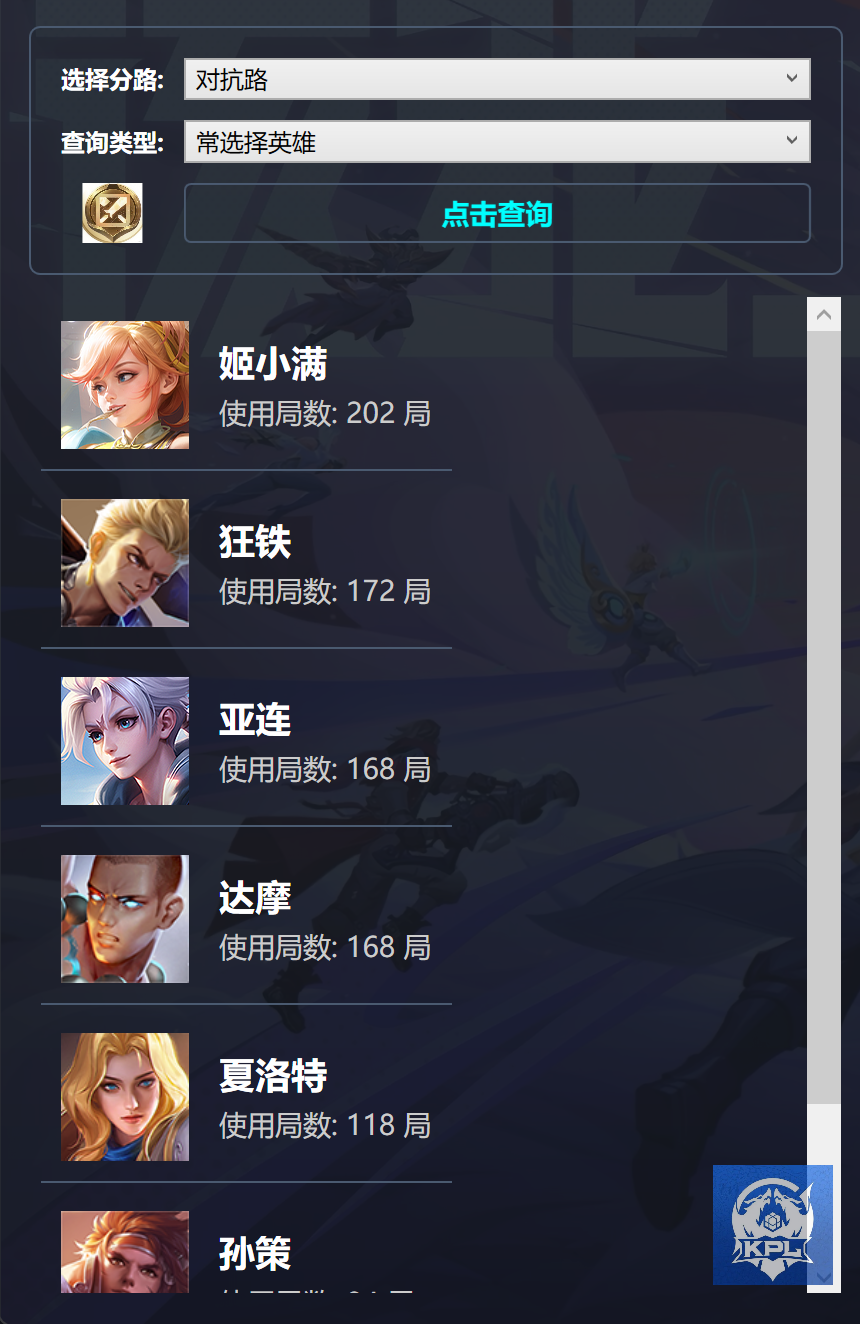 选择分路:
对抗路
查询类型:
常选择英雄
点击查询
姬小满
使用局数: 202 局
狂铁
使用局数: 172 局
亚连
使用局数: 168 局
达摩
使用局数: 168 局
夏洛特
使用局数: 118 局
孙策
KPL